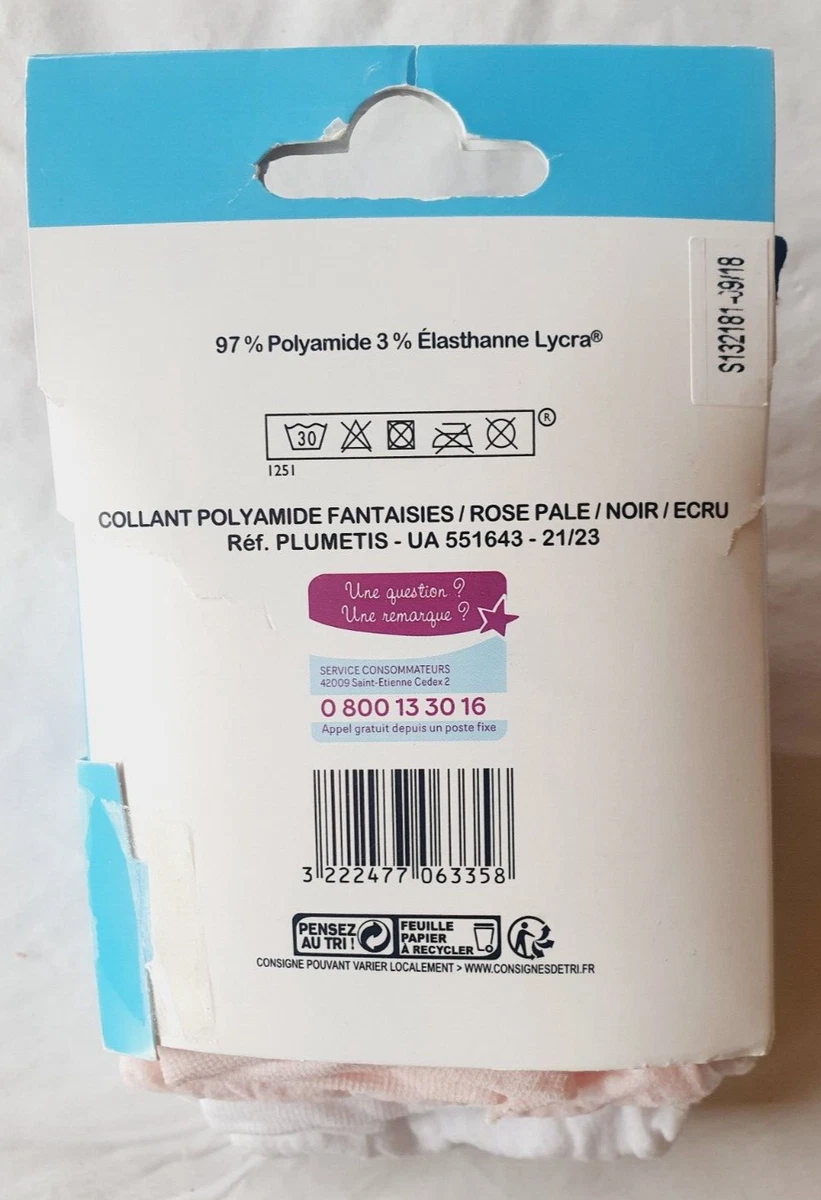 S132181-09/18
97 % Polyamide 3 % Élasthanne Lycra®
30
®
1251
COLLANT POLYAMIDE FANTAISIES / ROSE PALE / NOIR / ECRU
Réf. PLUMETIS - UA 551643 - 21/23
Une question ?
Une remarque ?
SERVICE CONSOMMATEURS
42009 Saint-Etienne Cedex 2
0 800 13 30 16
Appel gratuit depuis un poste fixe
3 222477 063358
PENSEZ
AU TRI !
FEUILLE
PAPIER
À RECYCLER
CONSIGNE POUVANT VARIER LOCALEMENT > WWW.CONSIGNESDETRI.FR